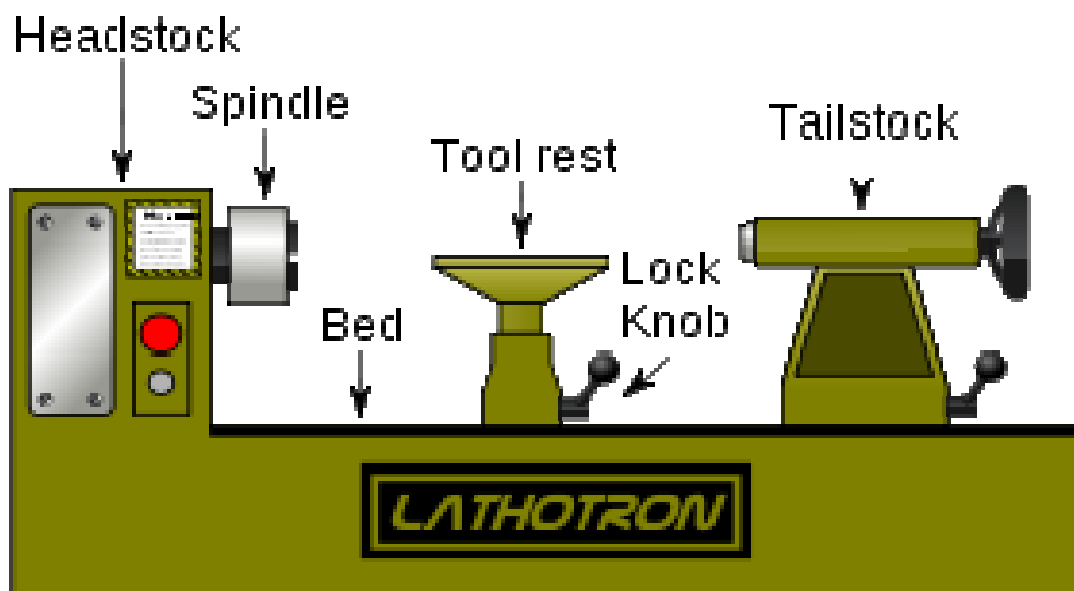 Headstock
Spindle
Tool rest
Tailstock
Lock
Knob
Bed
LATHOTRON